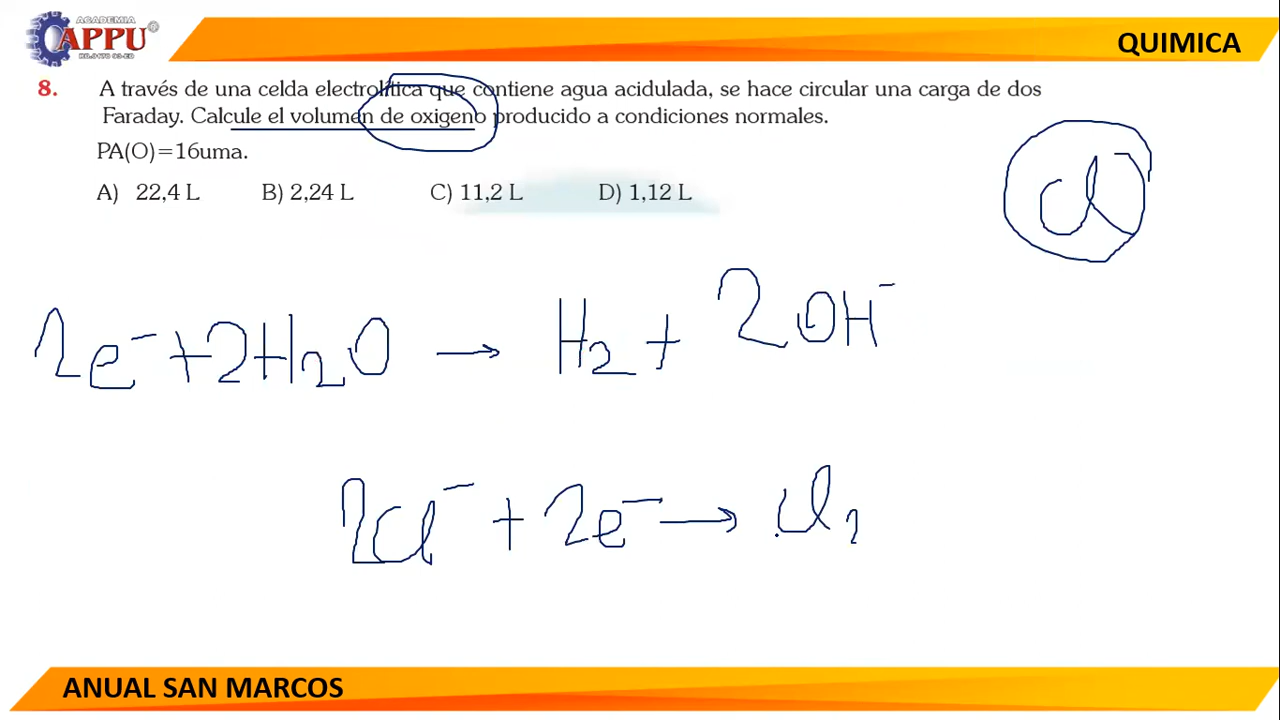 ACADEMIA
APPU
QUIMICA
8. A través de una celda electrolítica que contiene agua acidulada, se hace circular una carga de dos
Faraday. Calcule el volumen de oxigeno producido a condiciones normales.
PA(O)=16uma.
A) 22,4 L B) 2,24 L C) 11,2 L D) 1,12 L
Cl
2e⁻ + 2H₂O → H₂ + 2OH⁻
2Cl⁻ + 2e⁻ → Cl₂
ANUAL SAN MARCOS